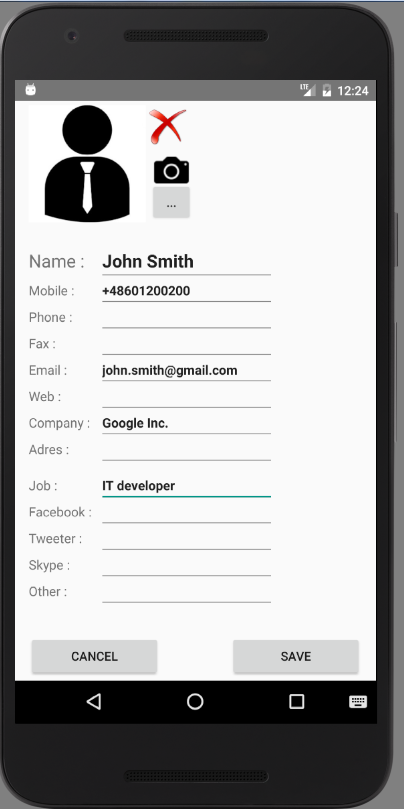 LTE 12:24
...
Name : John Smith
Mobile : +48601200200
Phone :
Fax :
Email : john.smith@gmail.com
Web :
Company : Google Inc.
Adres :
Job : IT developer
Facebook :
Tweeter :
Skype :
Other :
CANCEL SAVE